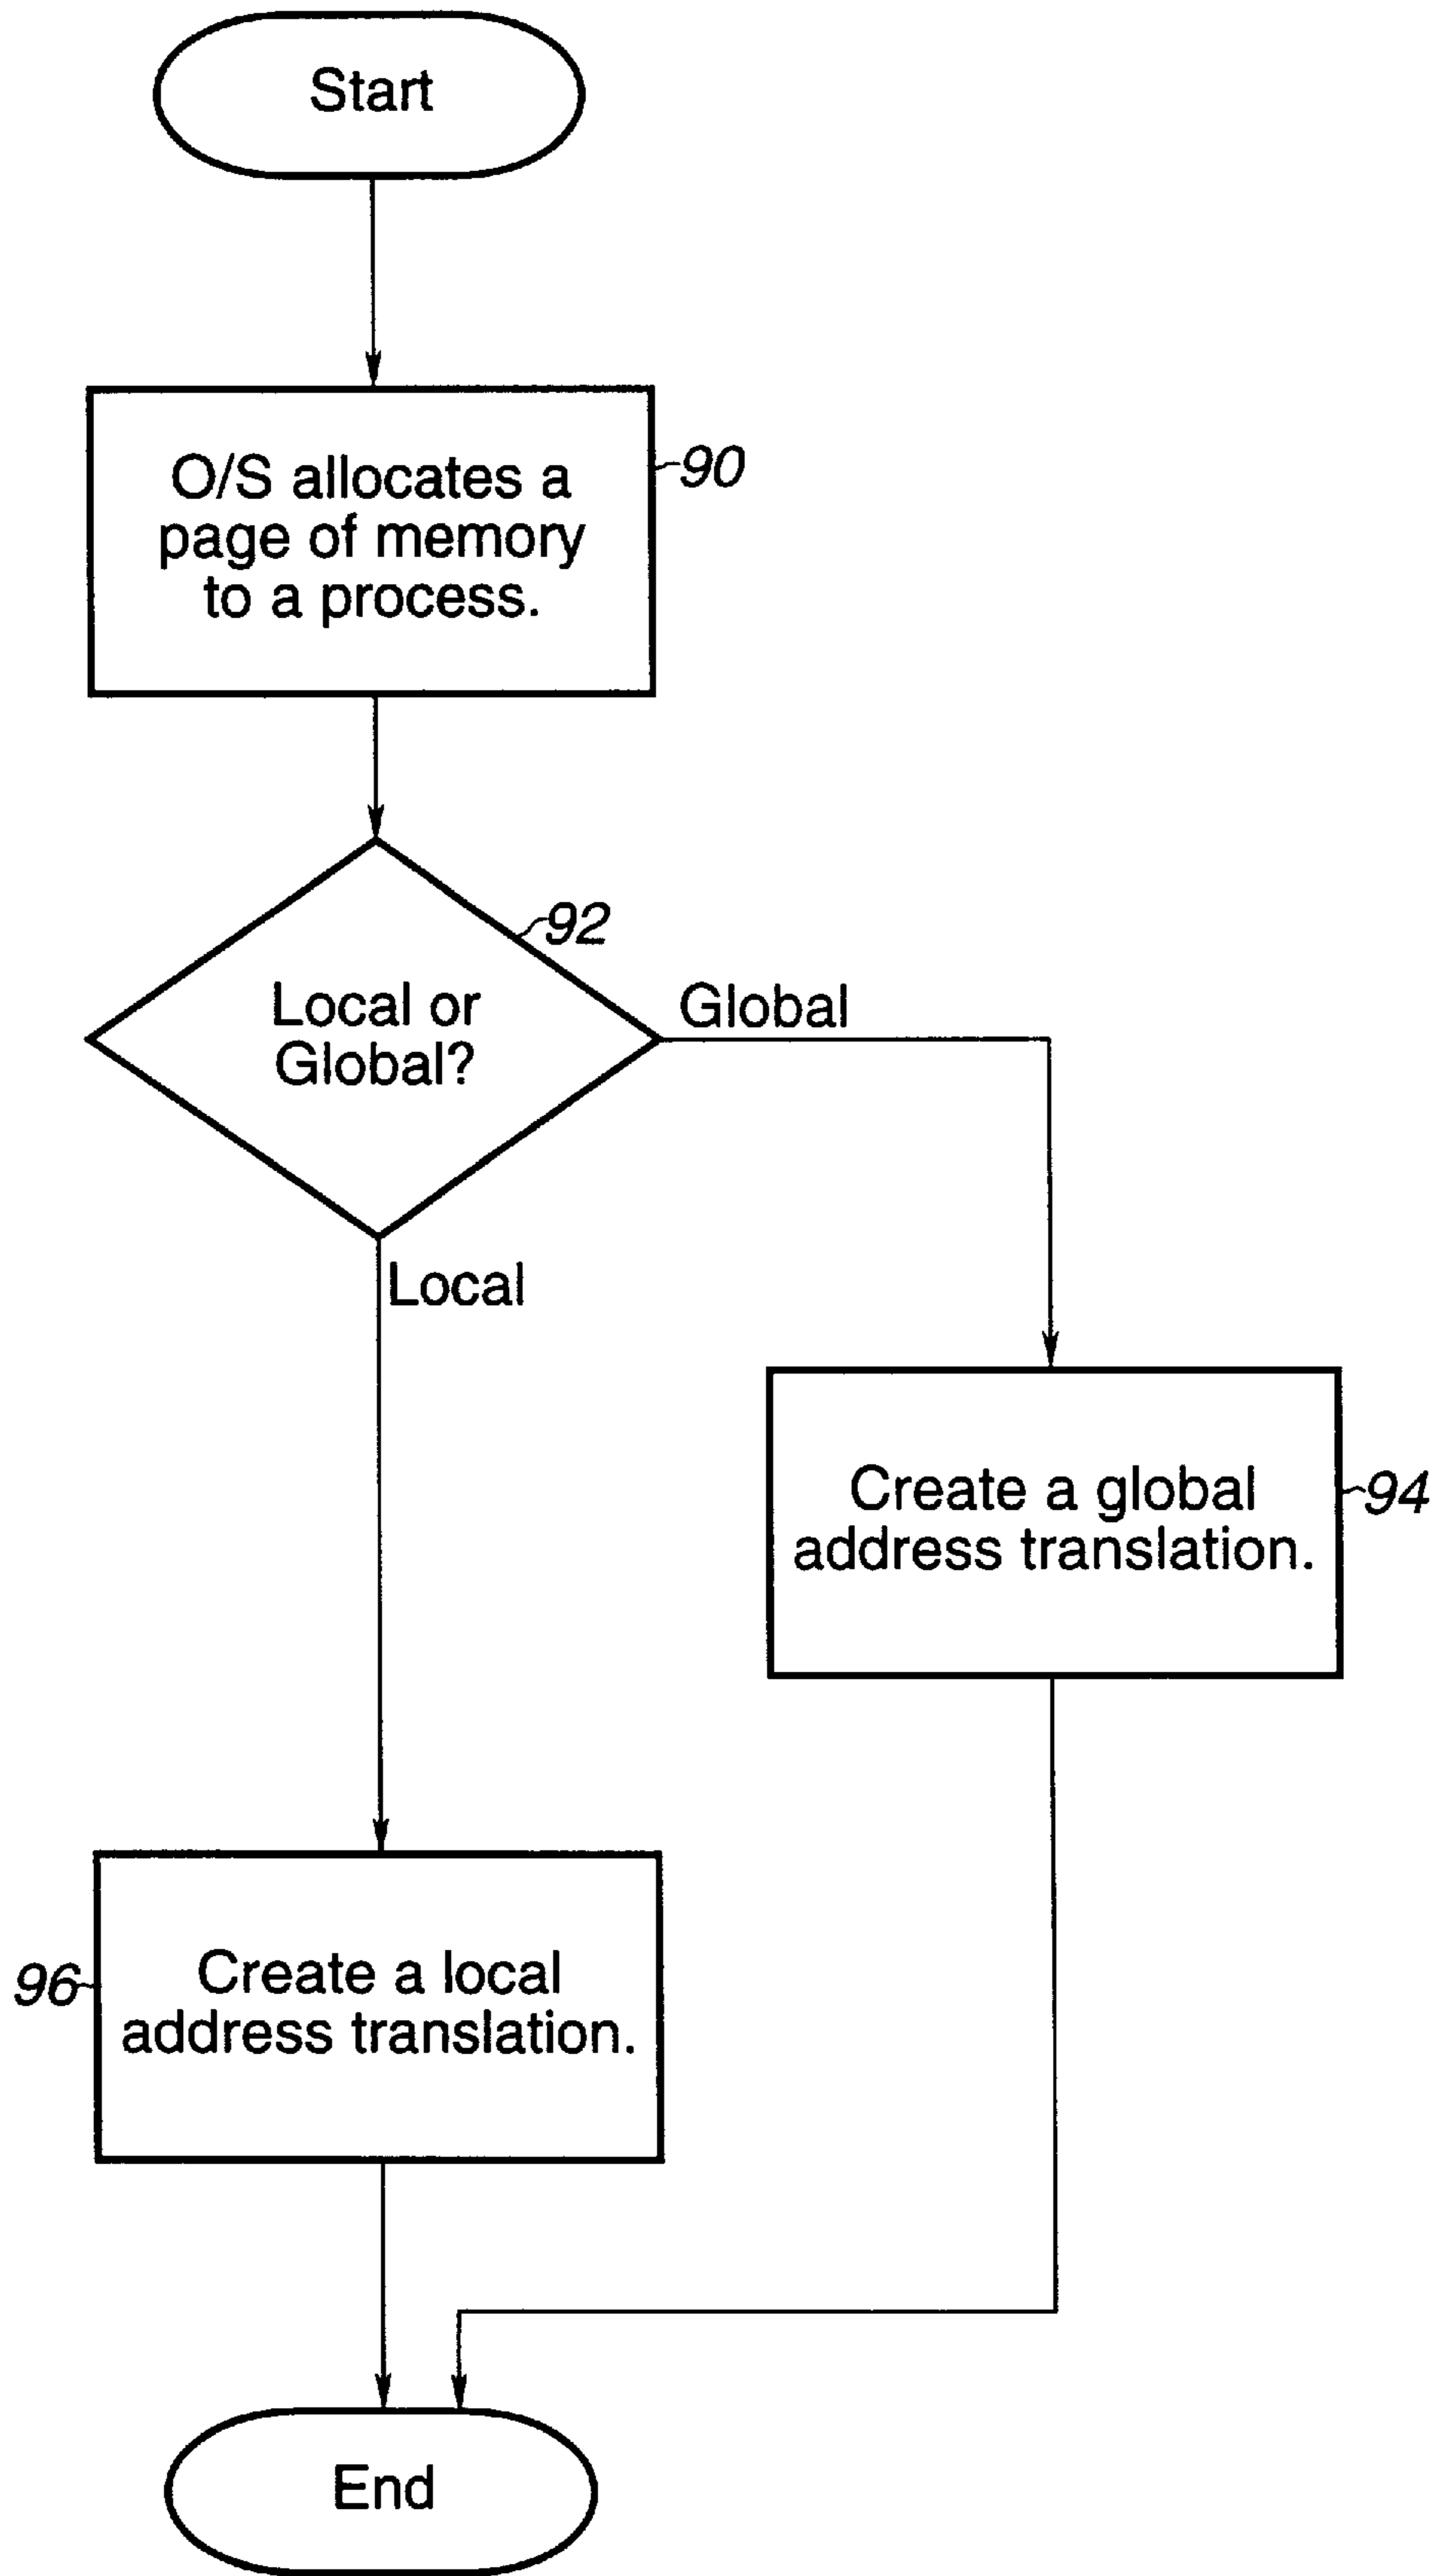 Start
O/S allocates a
page of memory
to a process.
90
92
Local or
Global?
Global
Local
Create a global
address translation.
94
96
Create a local
address translation.
End